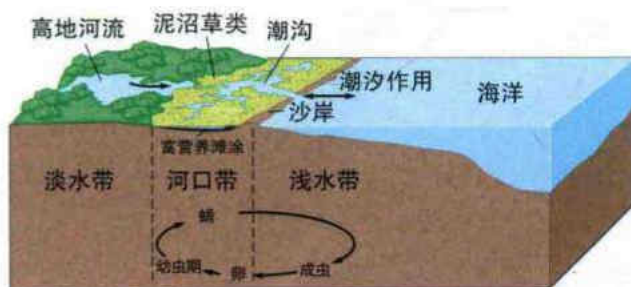 高地河流
泥沼草类
潮沟
潮汐作用
海洋
沙岸
富营养滩涂
淡水带
河口带
浅水带
蛹
幼虫期
卵
成虫